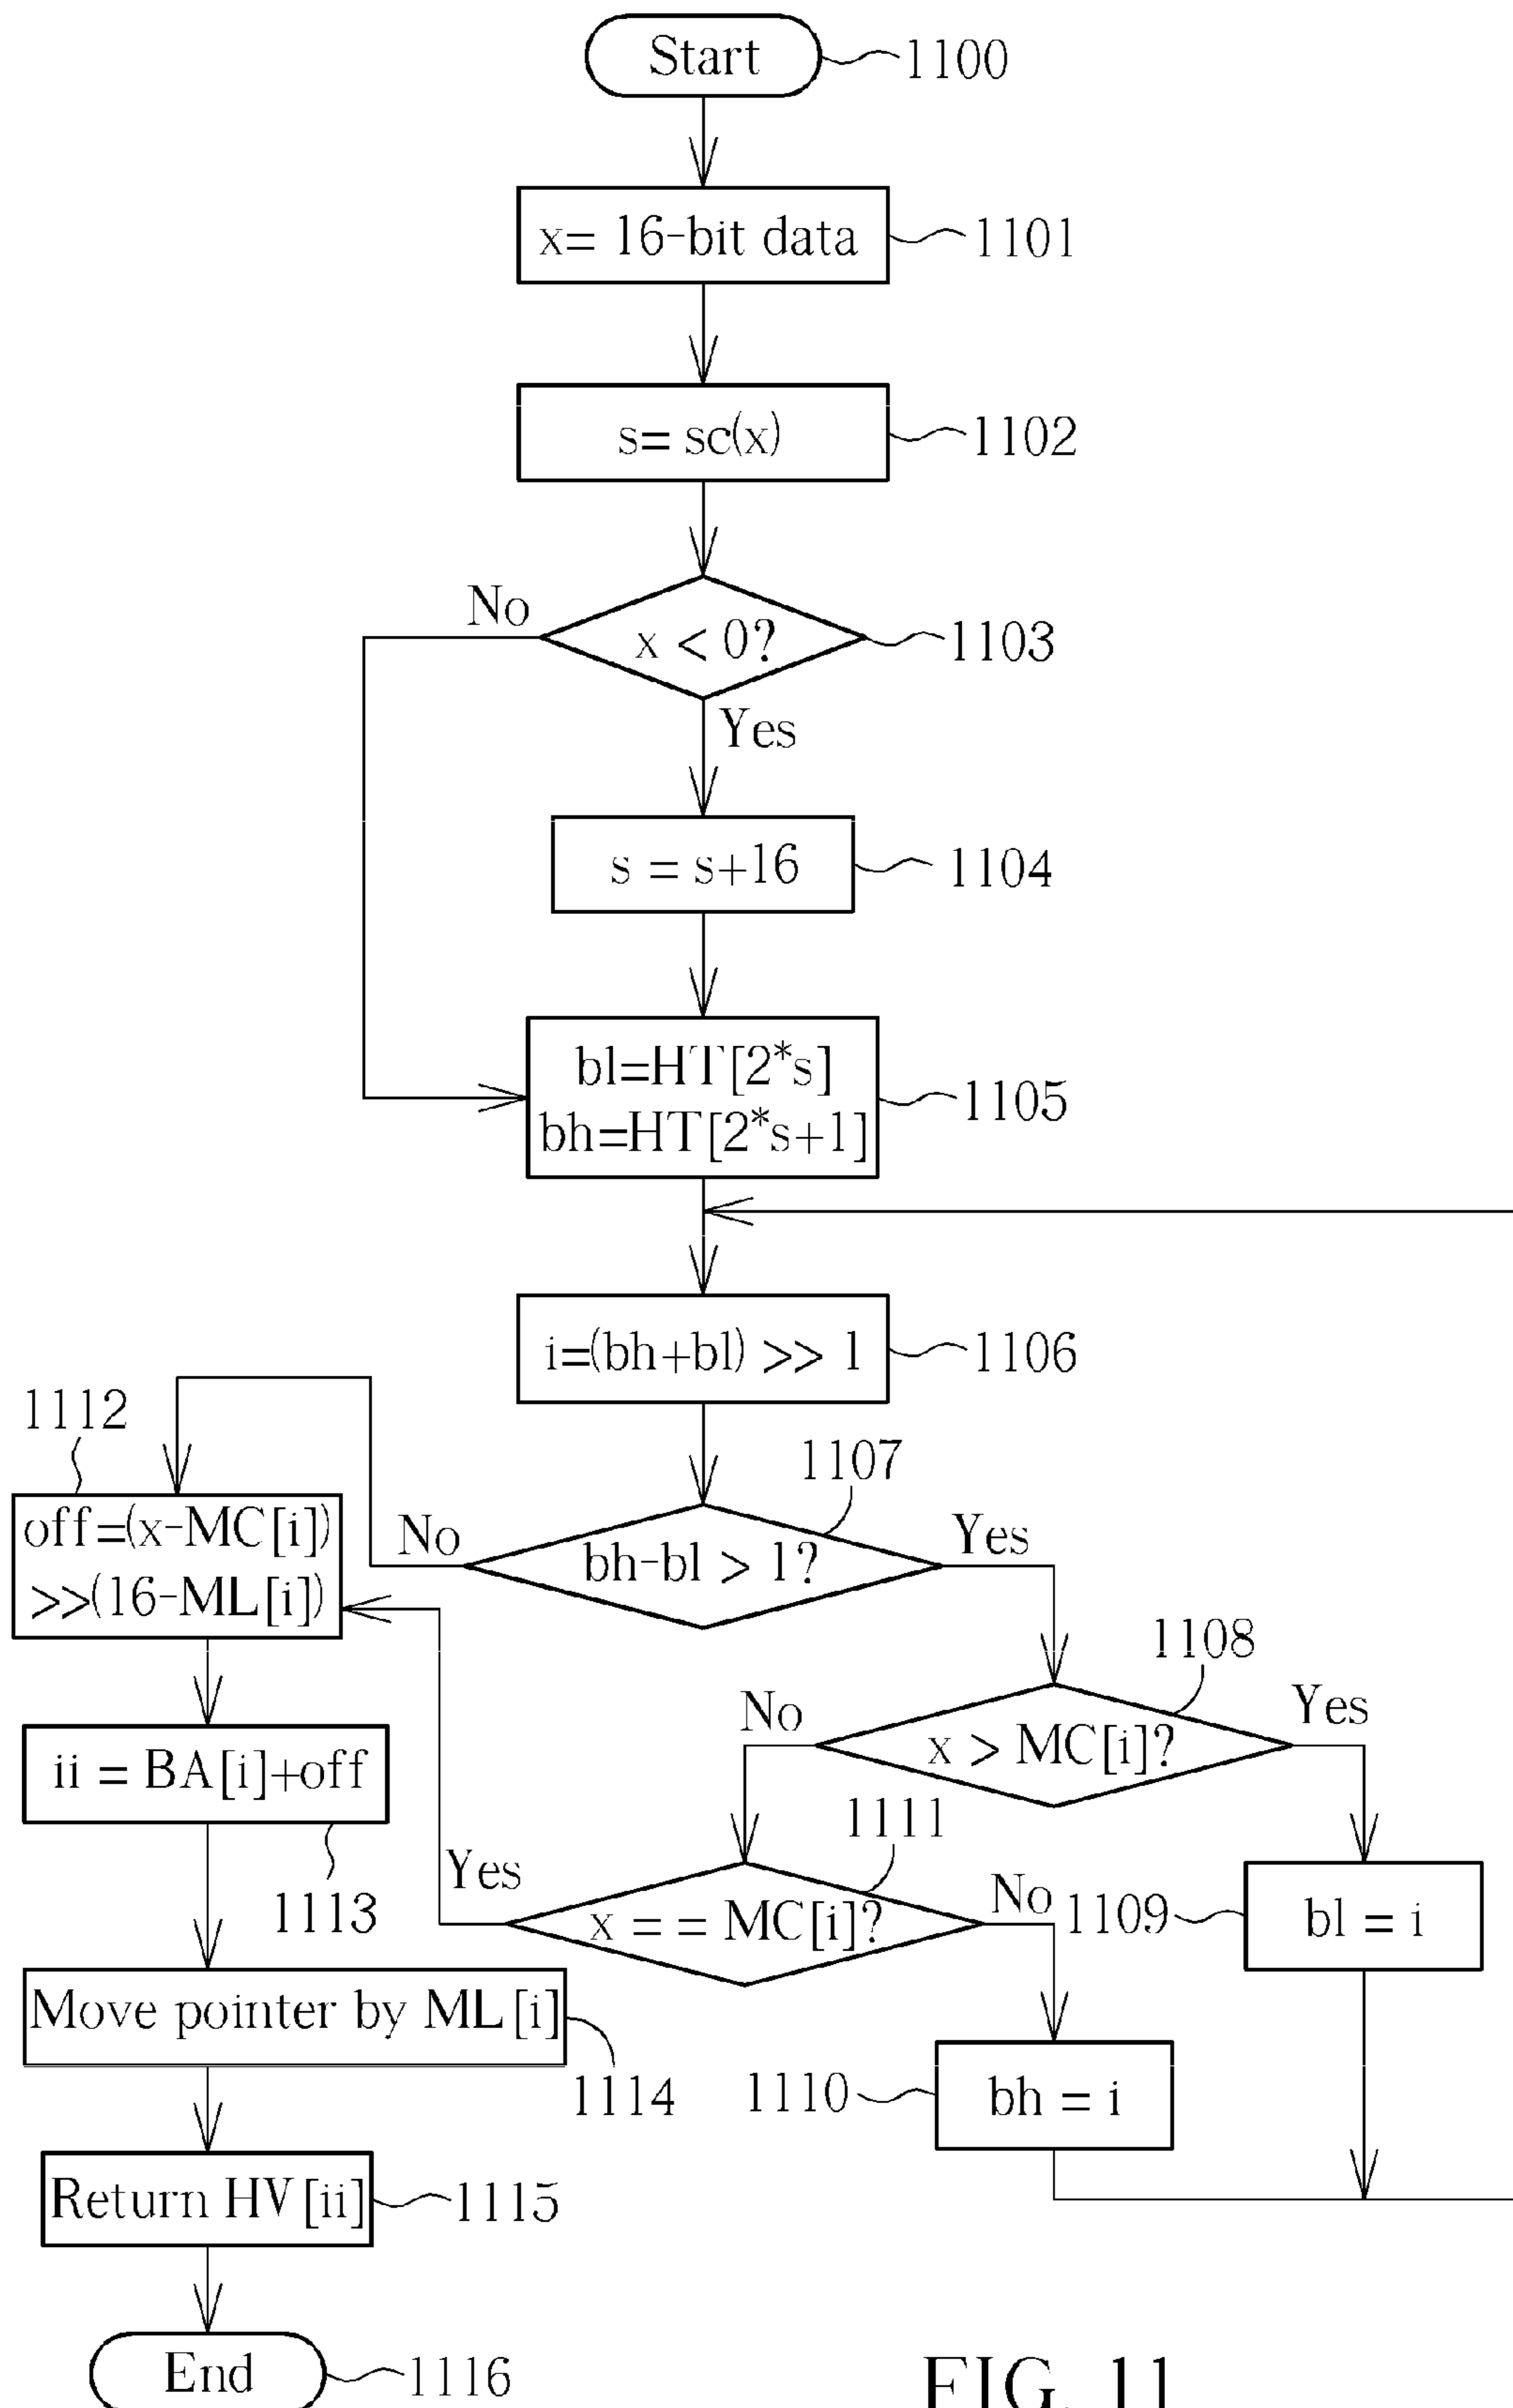 Start
1100
x= 16-bit data
1101
s= sc(x)
1102
No
x < 0?
1103
Yes
s = s+16
1104
bl=HT[2*s]
bh=HT[2*s+1]
1105
i=(bh+bl) >> 1
1106
1112
1107
off=(x-MC[i])
>>(16-ML[i])
No
bh-bl > 1?
Yes
1108
No
x > MC[i]?
Yes
ii = BA[i]+off
1113
1111
Yes
x = = MC[i]?
No
1109
bl = i
Move pointer by ML[i]
1114
1110
bh = i
Return HV[ii]
1115
End
1116
FIG. 11